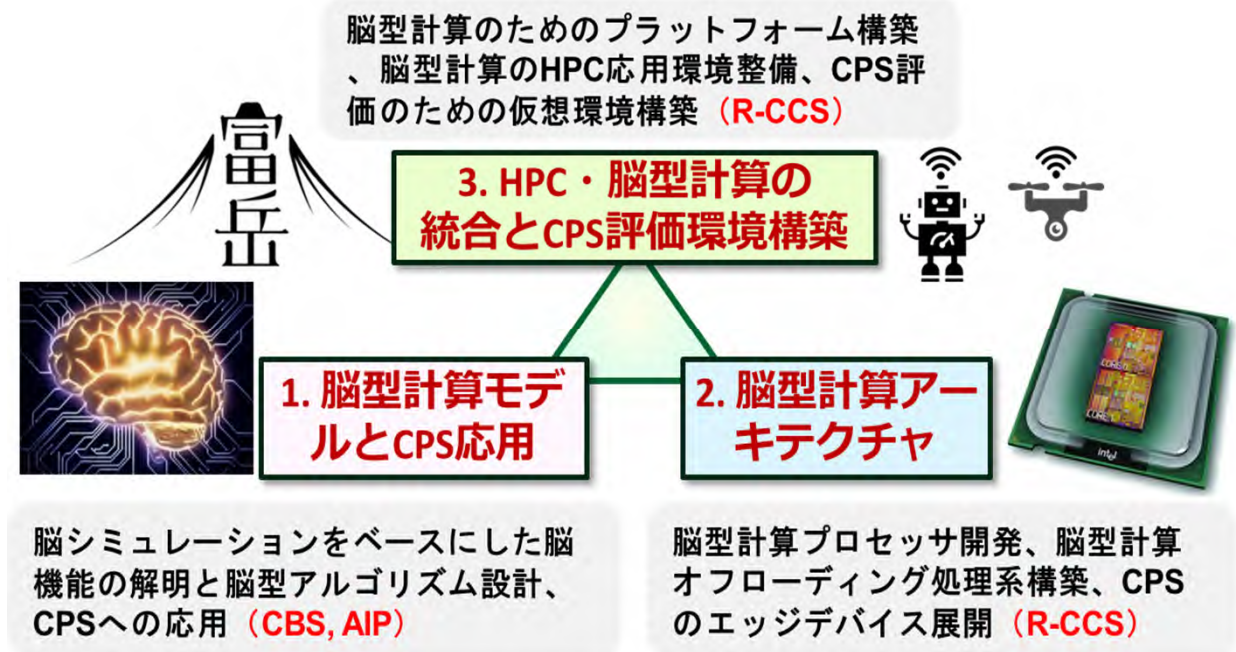 脳型計算のためのプラットフォーム構築
、脳型計算のHPC応用環境整備、CPS評
価のための仮想環境構築（R-CCS）
富
岳
3. HPC・脳型計算の
統合とCPS評価環境構築
1. 脳型計算モデ
ルとCPS応用
2. 脳型計算アー
キテクチャ
CORE
CORE
intel
脳シミュレーションをベースにした脳
機能の解明と脳型アルゴリズム設計、
CPSへの応用（CBS, AIP）
脳型計算プロセッサ開発、脳型計算
オフローディング処理系構築、CPS
のエッジデバイス展開（R-CCS）